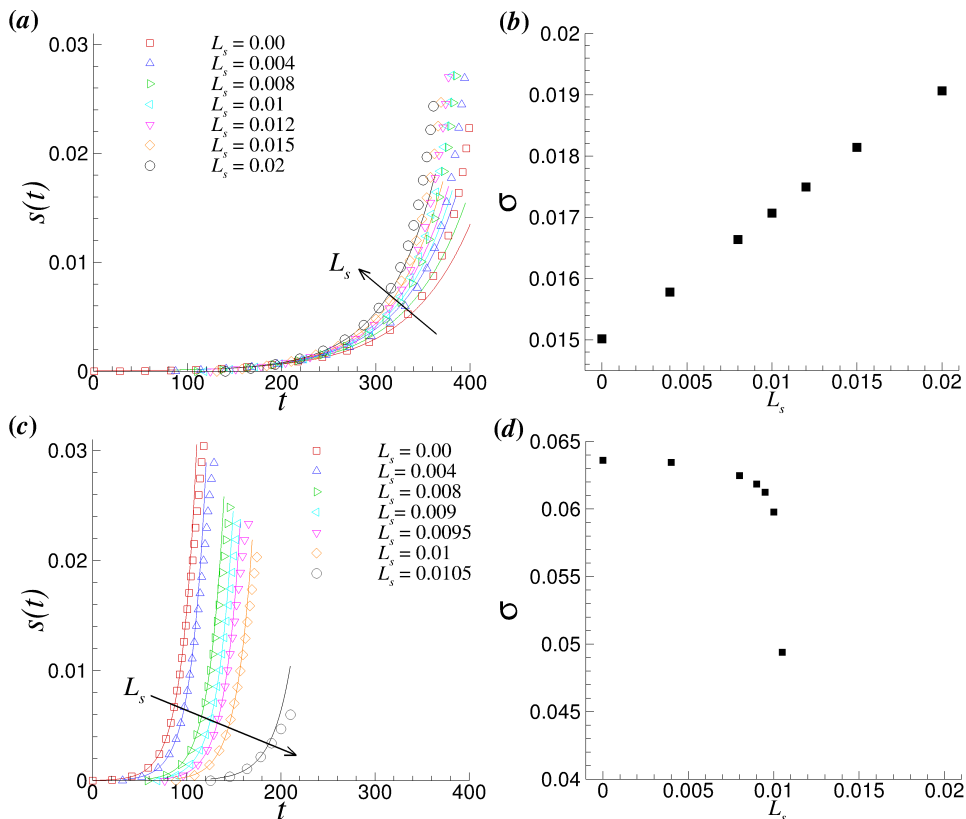 (a)
s(t)
0.03
0.02
0.01
0
L_s = 0.00
L_s = 0.004
L_s = 0.008
L_s = 0.01
L_s = 0.012
L_s = 0.015
L_s = 0.02
L_s
0 100 200 300 400
t
(b)
σ
0.02
0.019
0.018
0.017
0.016
0.015
0 0.005 0.01 0.015 0.02
L_s
(c)
s(t)
0.03
0.02
0.01
0
L_s = 0.00
L_s = 0.004
L_s = 0.008
L_s = 0.009
L_s = 0.0095
L_s = 0.01
L_s = 0.0105
L_s
0 100 200 300 400
t
(d)
σ
0.065
0.06
0.055
0.05
0.045
0.04
0 0.005 0.01 0.015 0.02
L_s